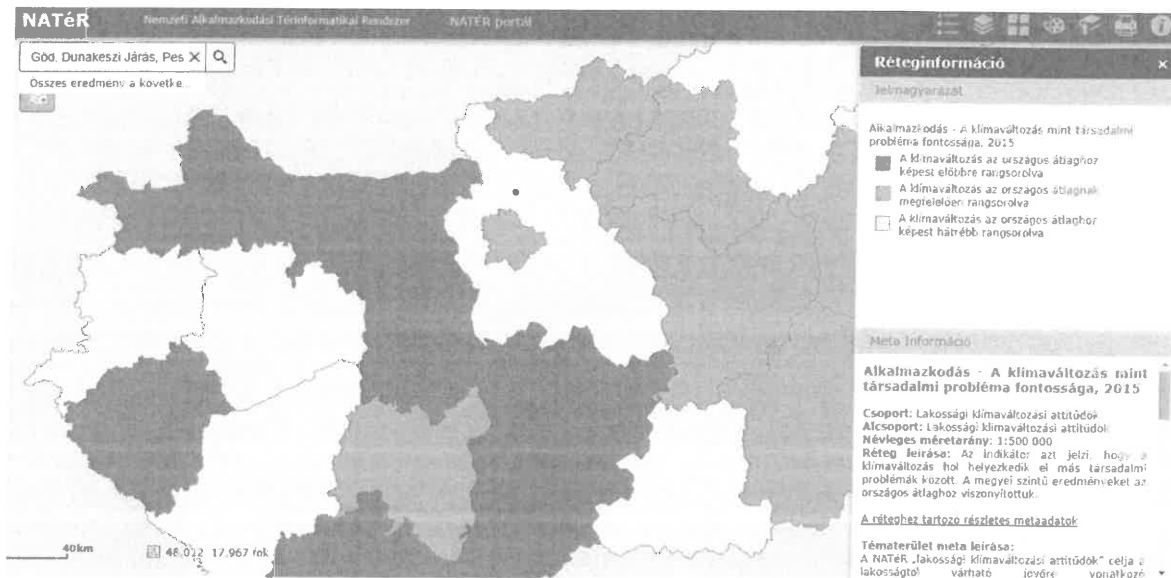 NATéR
Nemzeti Alkalmazkodási Térinformatikai Rendszer
NATéR portál
Göd. Dunakeszi Járás, Pes
Összes eredmény a követke...
Réteginformáció
Jelmagyarázat
Alkalmazkodás - A klímaváltozás mint társadalmi
probléma fontossága, 2015
A klímaváltozás az országos átlaghoz
képest előbbre rangsorolva
A klímaváltozás az országos átlagnak
megfelelően rangsorolva
A klímaváltozás az országos átlaghoz
képest hátrébb rangsorolva
Meta Információ
Alkalmazkodás - A klímaváltozás mint
társadalmi probléma fontossága, 2015
Csoport: Lakossági klímaváltozási attitűdök
Alcsoport: Lakossági klímaváltozási attitűdök
Névleges méretarány: 1:500 000
Réteg leírása: Az indikátor azt jelzi, hogy a
klímaváltozás hol helyezkedik el más társadalmi
problémák között. A megyei szintű eredményeket az
országos átlaghoz viszonyítottuk.
A réteghez tartozó részletes metaadatok
Tématerület meta leírása:
A NATéR „lakossági klímaváltozási attitűdök" célja a
lakosságtól várható jövőre vonatkozó
40km
48,012 17,967 fok